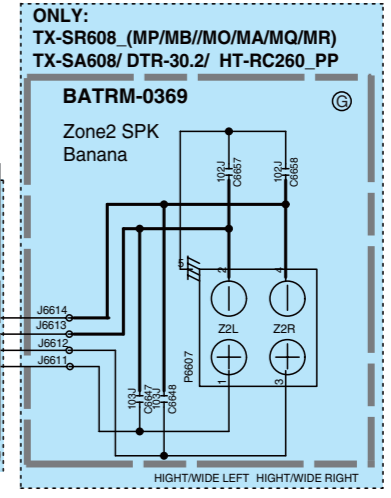 ONLY:
TX-SR608_(MP/MB//MO/MA/MQ/MR)
TX-SA608/ DTR-30.2/ HT-RC260_PP
BATRM-0369
G
Zone2 SPK
Banana
102J
C6657
102J
C6658
5
2
4
Z2L
Z2R
P6607
1
3
J6614
J6613
J6612
J6611
103J
C6647
103J
C6648
HIGHT/WIDE LEFT HIGHT/WIDE RIGHT